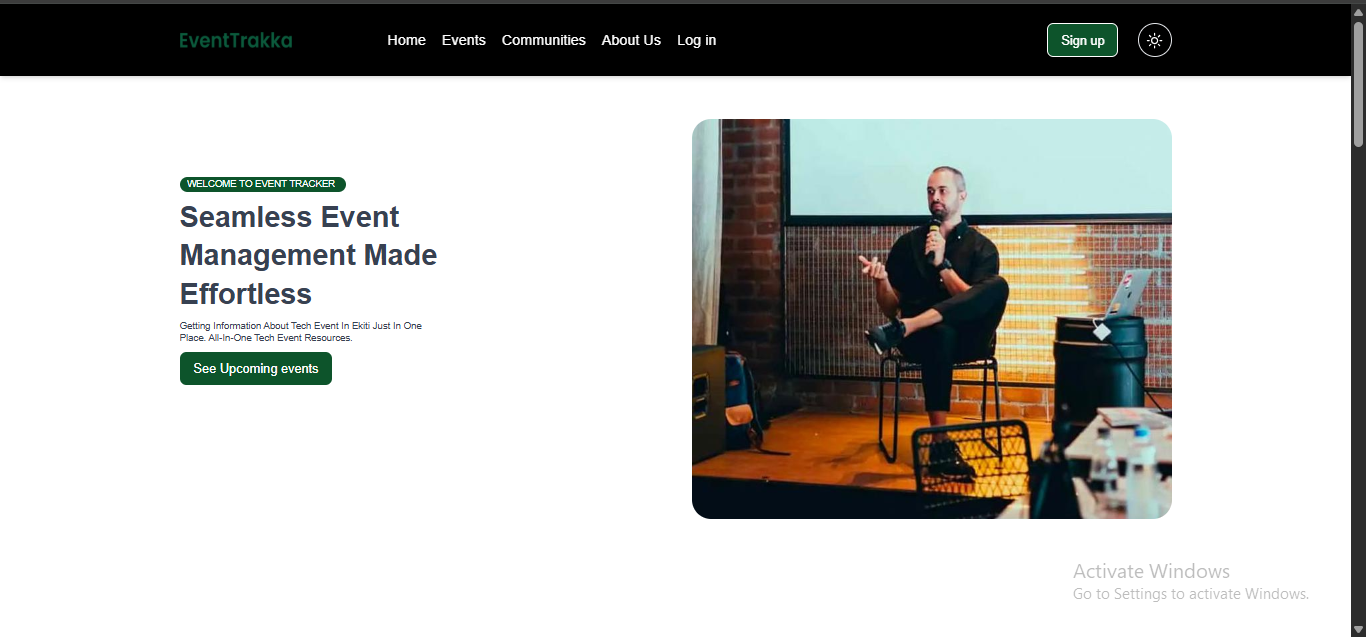 EventTrakka
Home Events Communities About Us Log in
Sign up
WELCOME TO EVENT TRACKER
Seamless Event
Management Made
Effortless
Getting Information About Tech Event In Ekiti Just In One
Place. All-In-One Tech Event Resources.
See Upcoming events
Activate Windows
Go to Settings to activate Windows.